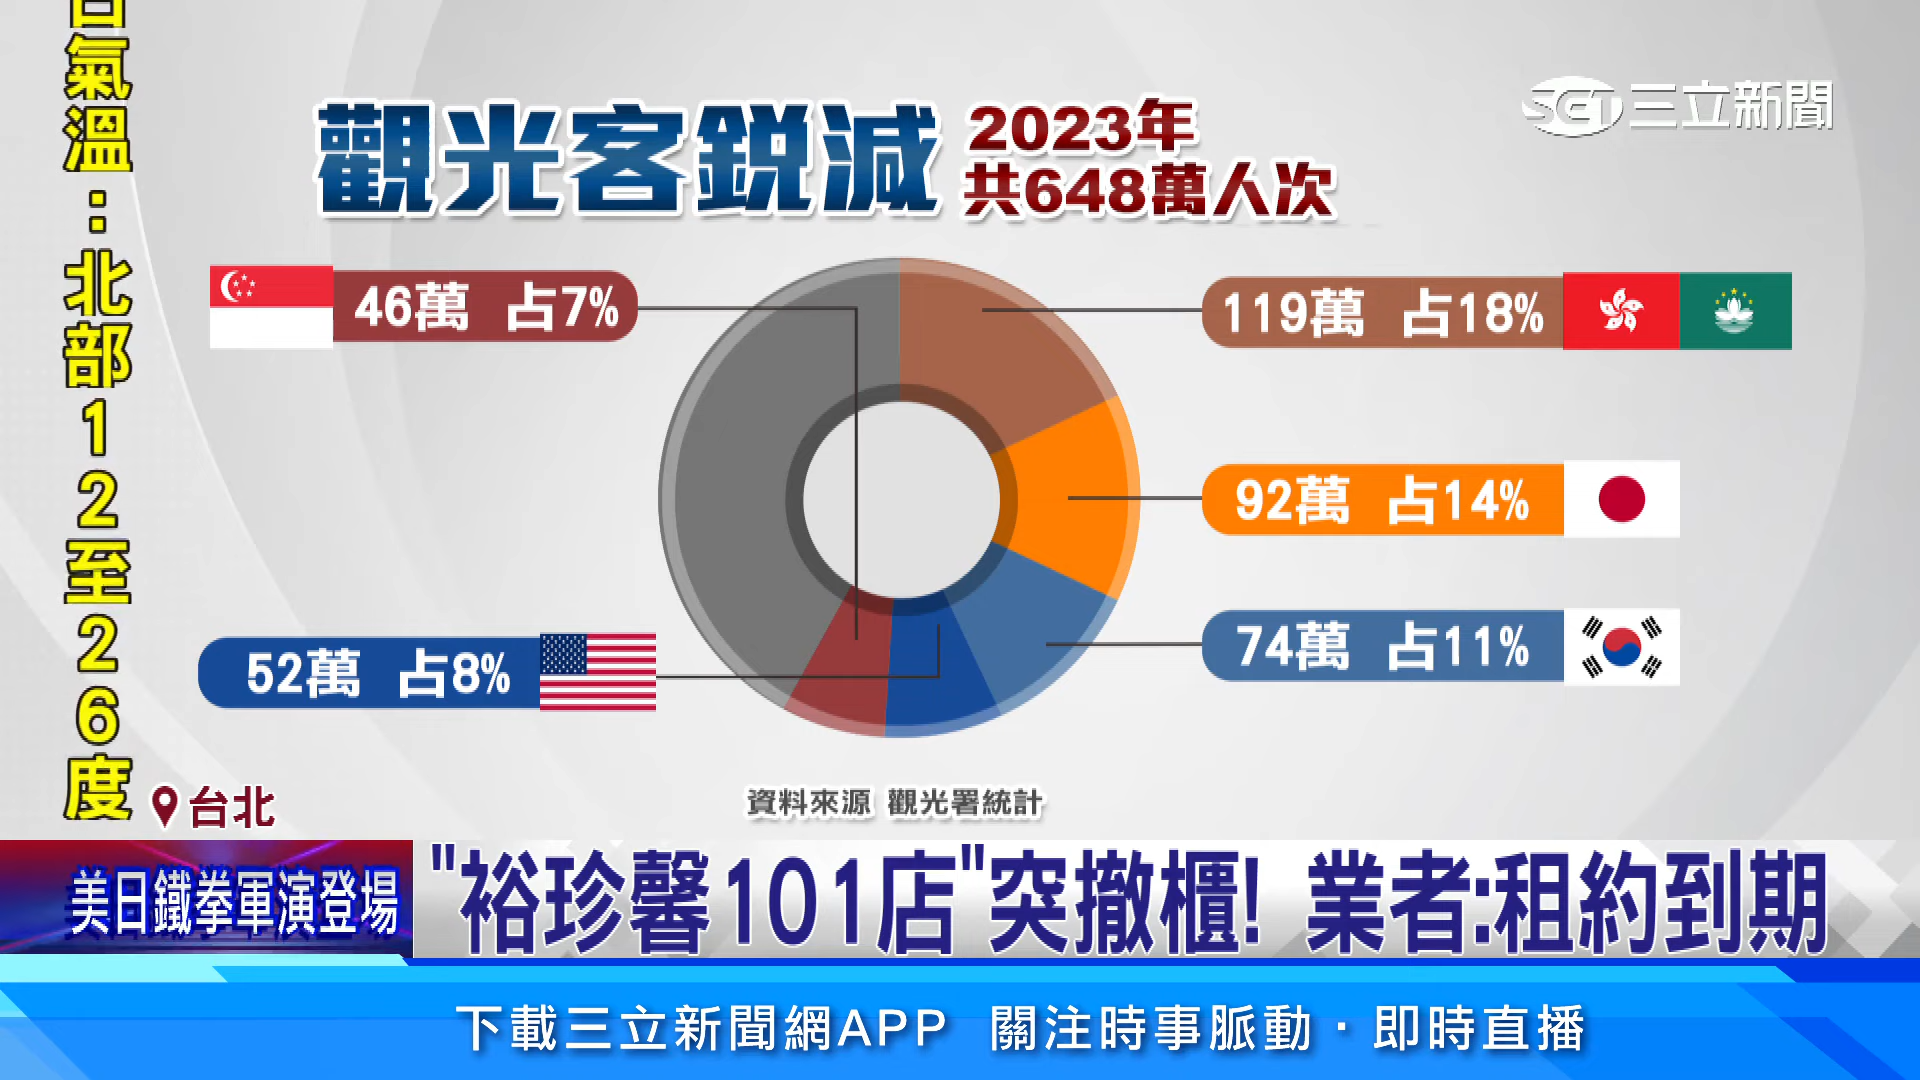 日氣溫：北部12至26度
觀光客銳減
2023年
共648萬人次
SET三立新聞
46萬 占7%
119萬 占18%
92萬 占14%
52萬 占8%
74萬 占11%
資料來源 觀光署統計
台北
美日鐵拳軍演登場
"裕珍馨101店"突撤櫃! 業者:租約到期
下載三立新聞網APP 關注時事脈動·即時直播